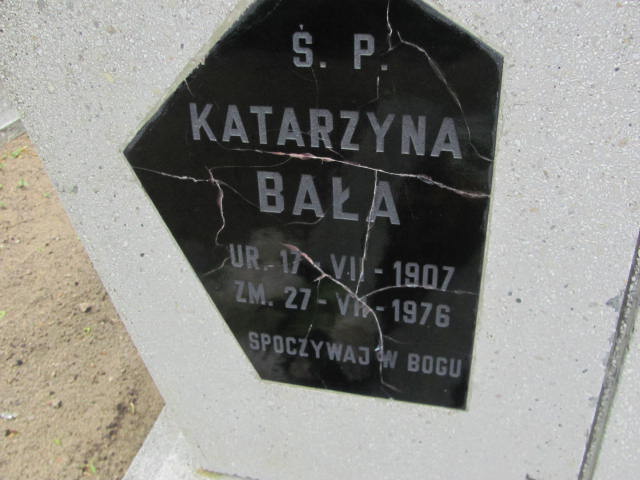 Ś. P.
KATARZYNA
BAŁA
UR. 17-VII-1907
ZM. 27-VII-1976
SPOCZYWAJ W BOGU